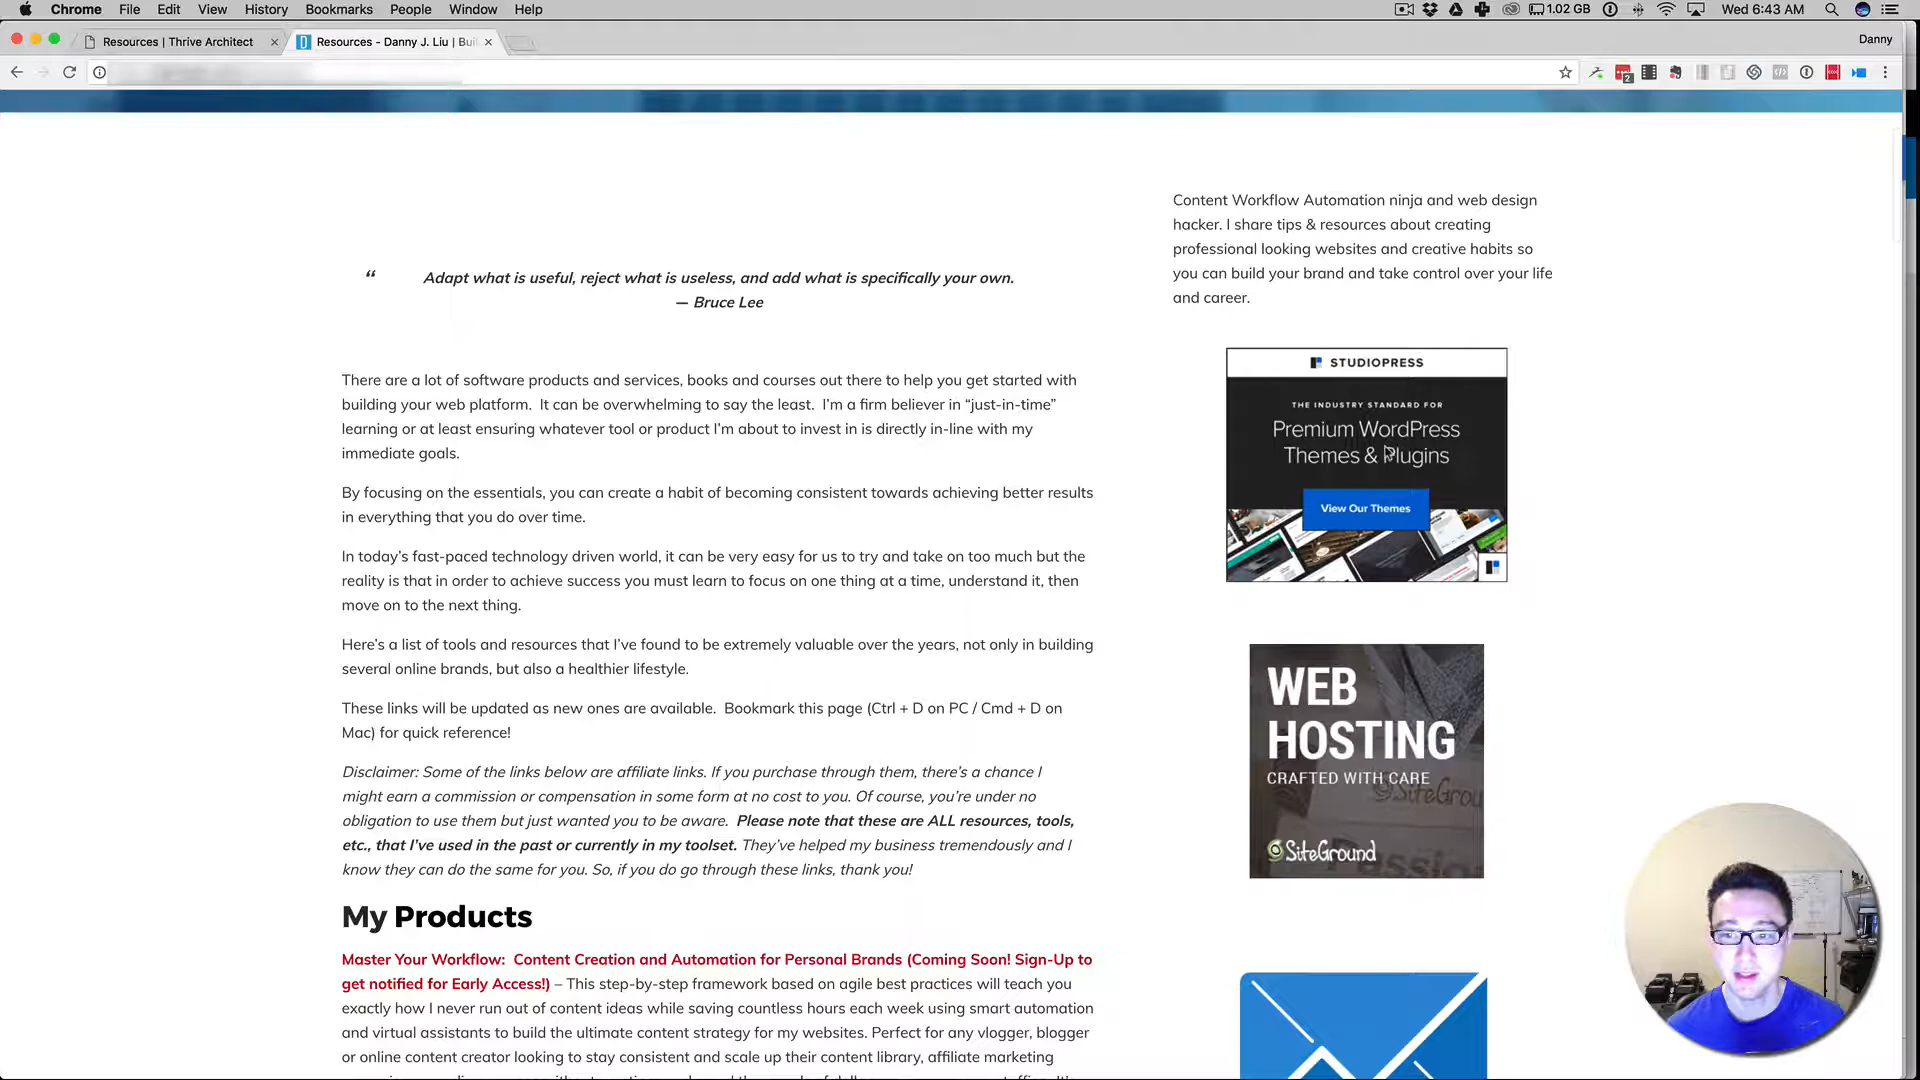 Chrome File Edit View History Bookmarks People Window Help
1.02 GB Wed 6:43 AM
Resources | Thrive Architect
Resources - Danny J. Liu | Bui
Danny
2
Content Workflow Automation ninja and web design
hacker. I share tips & resources about creating
professional looking websites and creative habits so
you can build your brand and take control over your life
and career.
“ Adapt what is useful, reject what is useless, and add what is specifically your own.
— Bruce Lee
There are a lot of software products and services, books and courses out there to help you get started with
building your web platform.  It can be overwhelming to say the least.  I’m a firm believer in “just-in-time”
learning or at least ensuring whatever tool or product I’m about to invest in is directly in-line with my
immediate goals.
By focusing on the essentials, you can create a habit of becoming consistent towards achieving better results
in everything that you do over time.
In today’s fast-paced technology driven world, it can be very easy for us to try and take on too much but the
reality is that in order to achieve success you must learn to focus on one thing at a time, understand it, then
move on to the next thing.
Here’s a list of tools and resources that I’ve found to be extremely valuable over the years, not only in building
several online brands, but also a healthier lifestyle.
These links will be updated as new ones are available.  Bookmark this page (Ctrl + D on PC / Cmd + D on
Mac) for quick reference!
Disclaimer: Some of the links below are affiliate links. If you purchase through them, there’s a chance I
might earn a commission or compensation in some form at no cost to you. Of course, you’re under no
obligation to use them but just wanted you to be aware.  Please note that these are ALL resources, tools,
etc., that I’ve used in the past or currently in my toolset. They’ve helped my business tremendously and I
know they can do the same for you. So, if you do go through these links, thank you!
My Products
Master Your Workflow:  Content Creation and Automation for Personal Brands (Coming Soon! Sign-Up to
get notified for Early Access!) – This step-by-step framework based on agile best practices will teach you
exactly how I never run out of content ideas while saving countless hours each week using smart automation
and virtual assistants to build the ultimate content strategy for my websites. Perfect for any vlogger, blogger
or online content creator looking to stay consistent and scale up their content library, affiliate marketing
STUDIOPRESS
THE INDUSTRY STANDARD FOR
Premium WordPress
Themes & Plugins
View Our Themes
WEB
HOSTING
CRAFTED WITH CARE
SiteGround